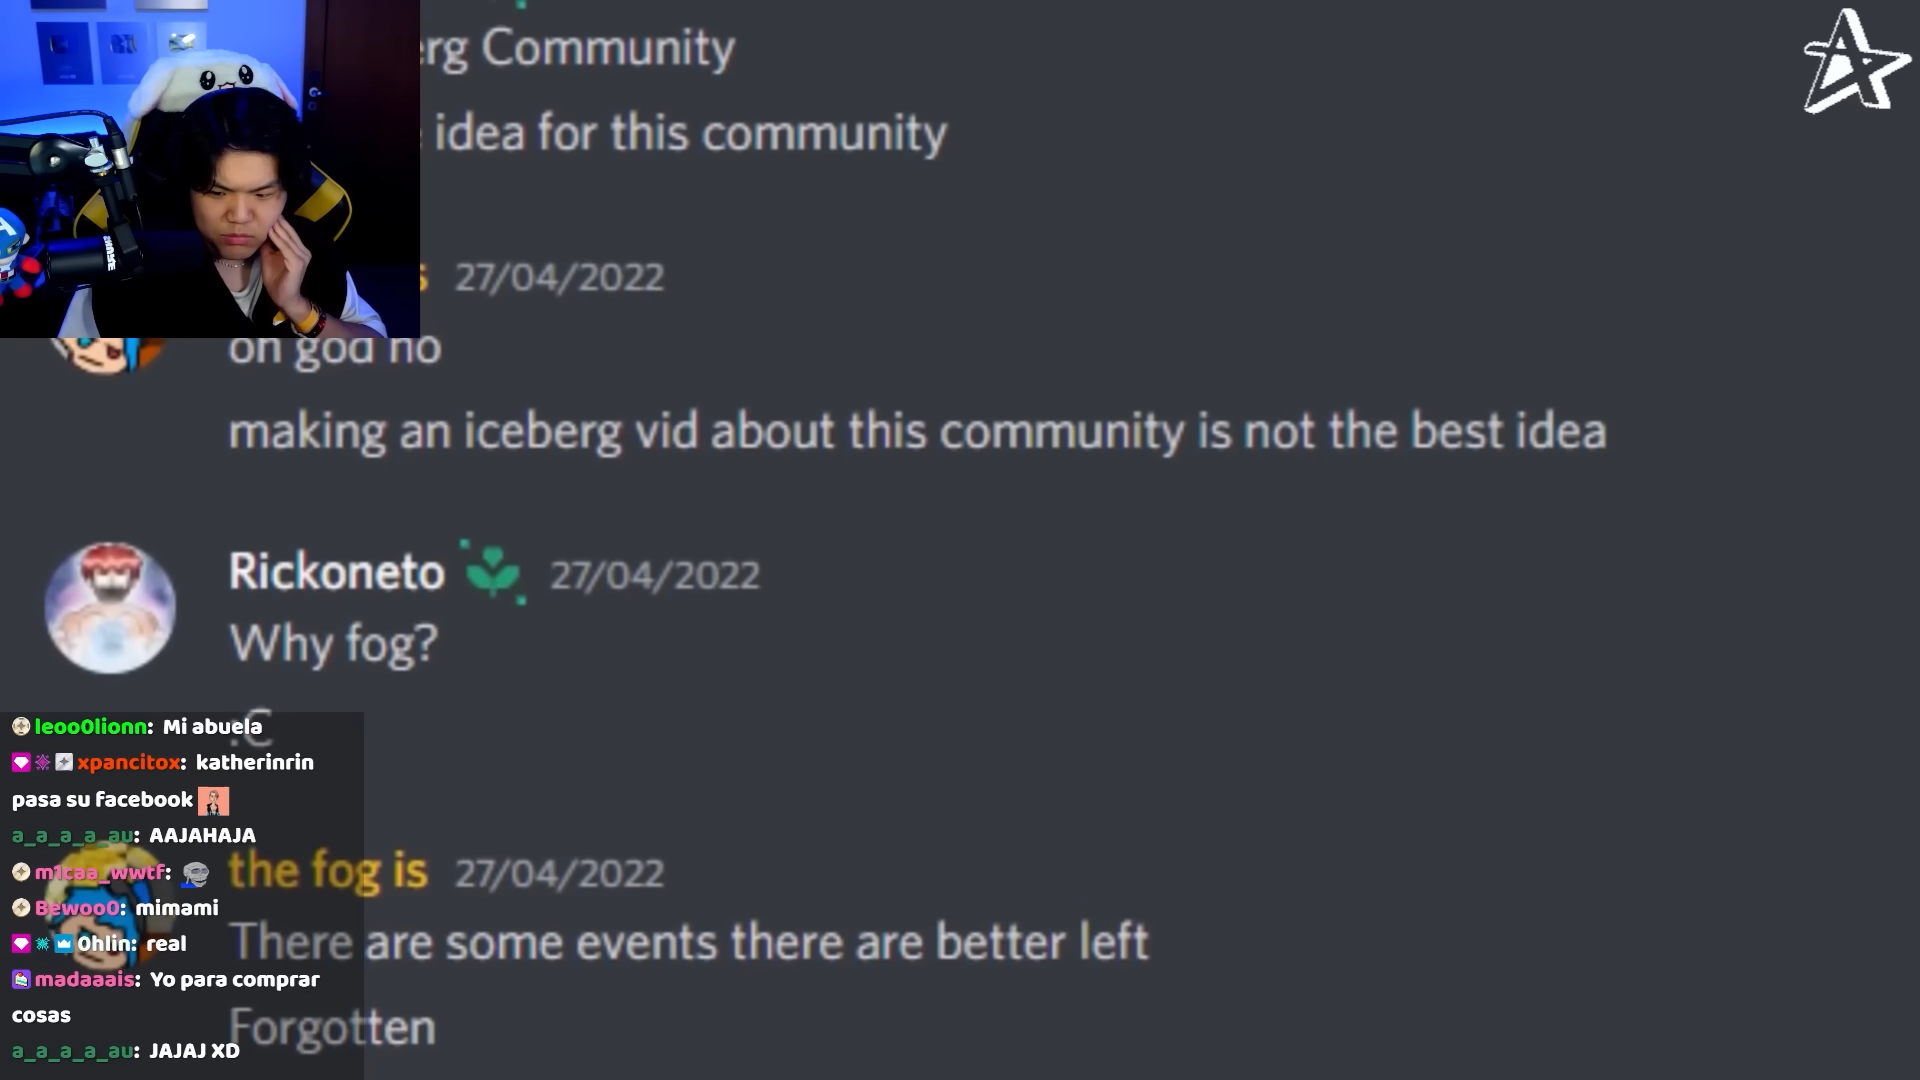 erg Community
idea for this community
27/04/2022
oh god no
making an iceberg vid about this community is not the best idea
Rickoneto 27/04/2022
Why fog?
:C
the fog is 27/04/2022
There are some events there are better left
Forgotten
leoo0lionn: Mi abuela
xpancitox: katherinrin
pasa su facebook
a_a_a_a_au: AAJAHAJA
m1caa_wwtf:
Bewoo0: mimami
0hlin: real
madaaais: Yo para comprar
cosas
a_a_a_a_au: JAJAJ XD